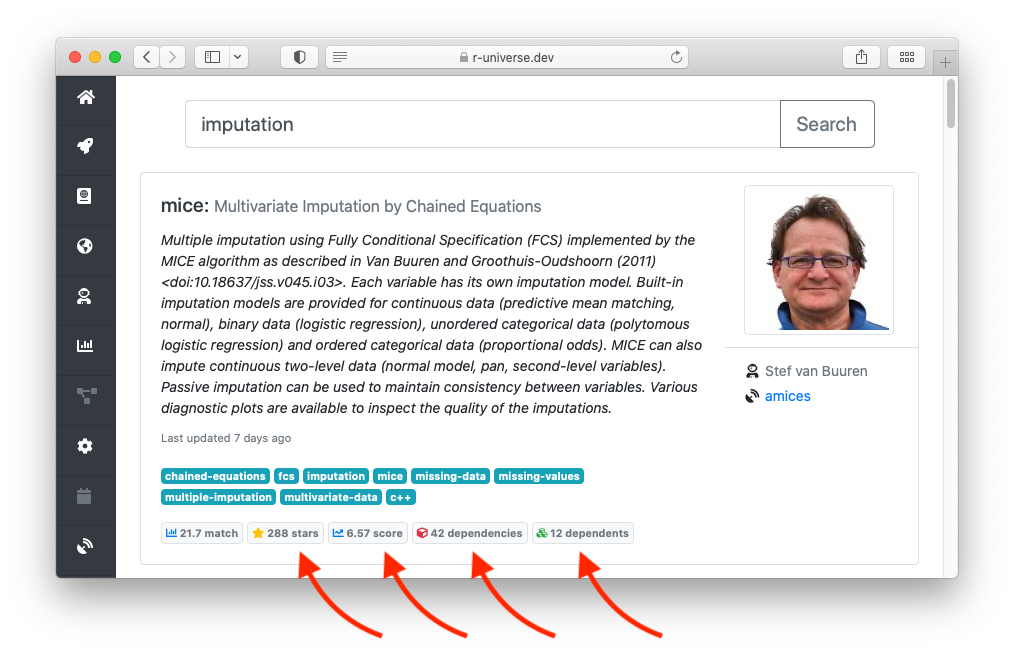 r-universe.dev
imputation
Search
mice: Multivariate Imputation by Chained Equations
Multiple imputation using Fully Conditional Specification (FCS) implemented by the
MICE algorithm as described in Van Buuren and Groothuis-Oudshoorn (2011)
<doi:10.18637/jss.v045.i03>. Each variable has its own imputation model. Built-in
imputation models are provided for continuous data (predictive mean matching,
normal), binary data (logistic regression), unordered categorical data (polytomous
logistic regression) and ordered categorical data (proportional odds). MICE can also
impute continuous two-level data (normal model, pan, second-level variables).
Passive imputation can be used to maintain consistency between variables. Various
diagnostic plots are available to inspect the quality of the imputations.
Last updated 7 days ago
chained-equations fcs imputation mice missing-data missing-values
multiple-imputation multivariate-data c++
21.7 match 288 stars 6.57 score 42 dependencies 12 dependents
Stef van Buuren
amices